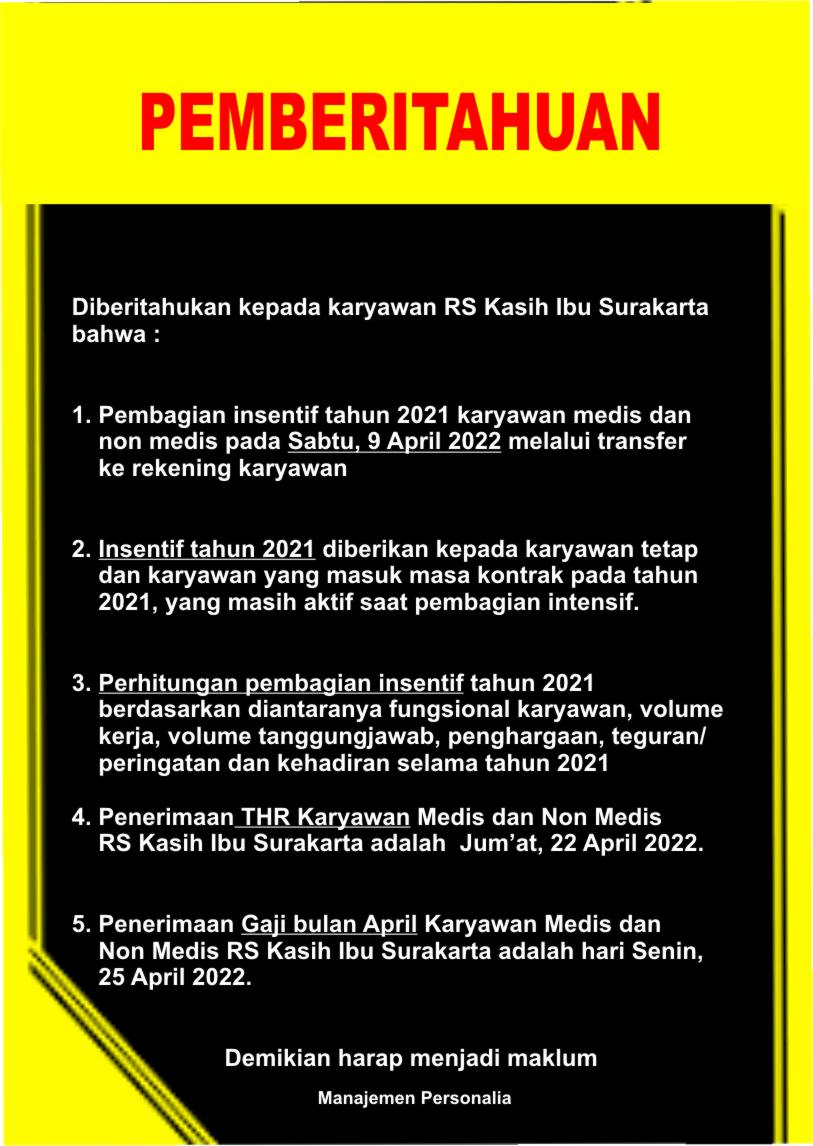 PEMBERITAHUAN
Diberitahukan kepada karyawan RS Kasih Ibu Surakarta
bahwa :
1. Pembagian insentif tahun 2021 karyawan medis dan
non medis pada Sabtu, 9 April 2022 melalui transfer
ke rekening karyawan
2. Insentif tahun 2021 diberikan kepada karyawan tetap
dan karyawan yang masuk masa kontrak pada tahun
2021, yang masih aktif saat pembagian intensif.
3. Perhitungan pembagian insentif tahun 2021
berdasarkan diantaranya fungsional karyawan, volume
kerja, volume tanggungjawab, penghargaan, teguran/
peringatan dan kehadiran selama tahun 2021
4. Penerimaan THR Karyawan Medis dan Non Medis
RS Kasih Ibu Surakarta adalah  Jum’at, 22 April 2022.
5. Penerimaan Gaji bulan April Karyawan Medis dan
Non Medis RS Kasih Ibu Surakarta adalah hari Senin,
25 April 2022.
Demikian harap menjadi maklum
Manajemen Personalia